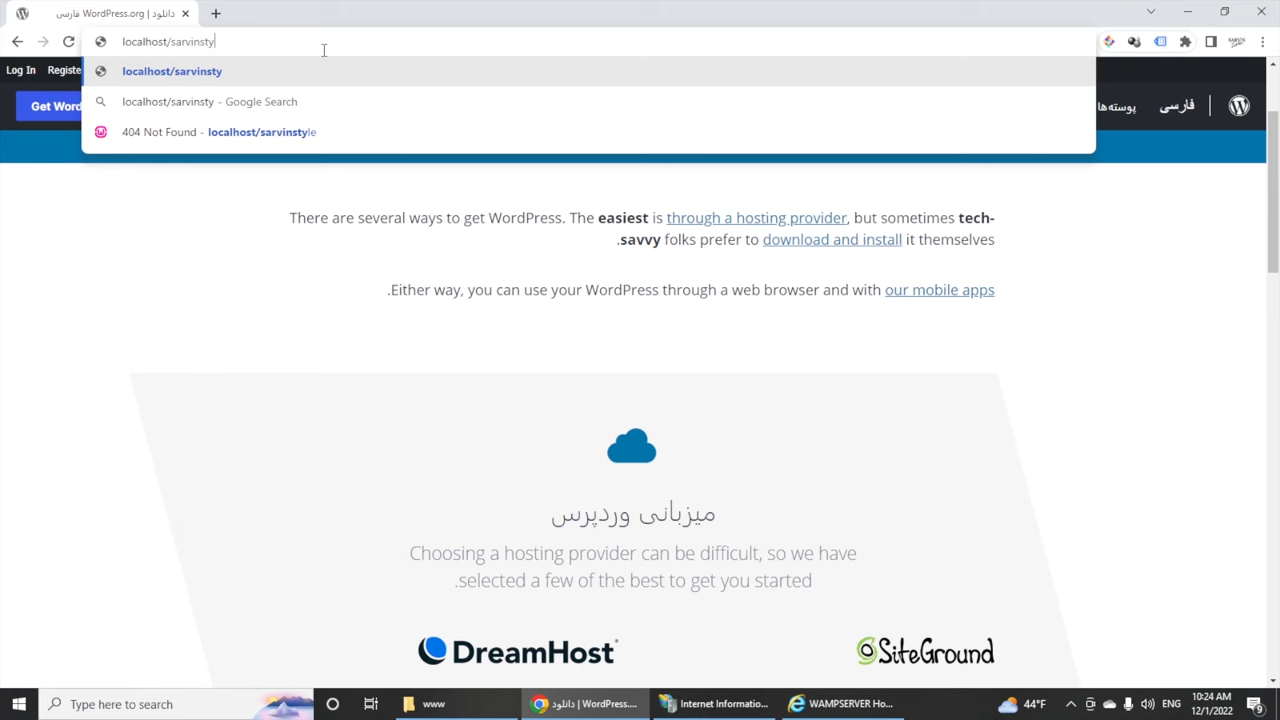 دانلود | WordPress.org فارسی
localhost/sarvinsty
localhost/sarvinsty
localhost/sarvinsty - Google Search
404 Not Found - localhost/sarvinstyle
Log In Registe
Get Word
پوسته‌ها فارسی
There are several ways to get WordPress. The easiest is through a hosting provider, but sometimes tech-
.savvy folks prefer to download and install it themselves
.Either way, you can use your WordPress through a web browser and with our mobile apps
میزبانی وردپرس
Choosing a hosting provider can be difficult, so we have
.selected a few of the best to get you started
DreamHost
SiteGround
Type here to search
www
دانلود | WordPress....
Internet Informatio...
WAMPSERVER Ho...
44°F
ENG
10:24 AM
12/1/2022
9